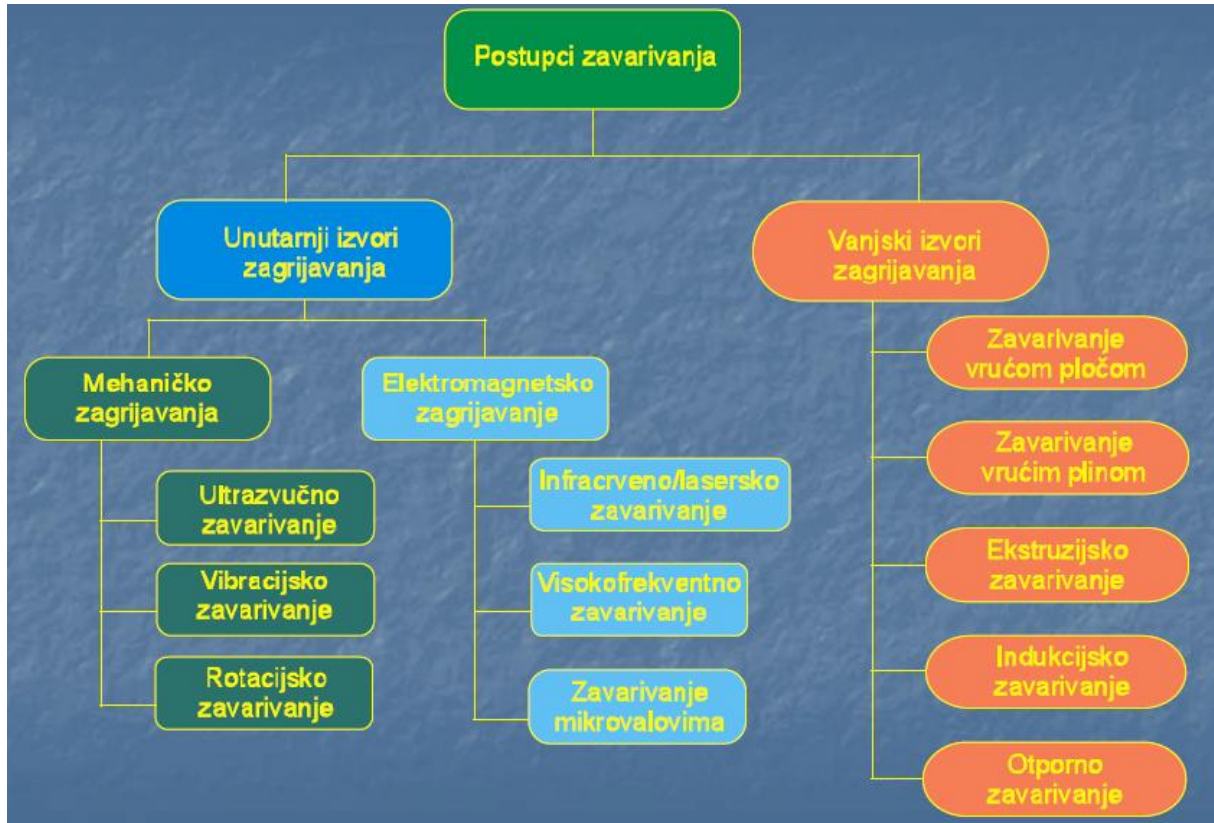 Postupci zavarivanja
Unutarnji izvori
zagrijavanja
Vanjski izvori
zagrijavanja
Mehaničko
zagrijavanja
Elektromagnetsko
zagrijavanje
Ultrazvučno
zavarivanje
Vibracijsko
zavarivanje
Rotacijsko
zavarivanje
Infracrveno/lasersko
zavarivanje
Visokofrekventno
zavarivanje
Zavarivanje
mikrovalovima
Zavarivanje
vrućom pločom
Zavarivanje
vrućim plinom
Ekstruzijsko
zavarivanje
Indukcijsko
zavarivanje
Otporno
zavarivanje